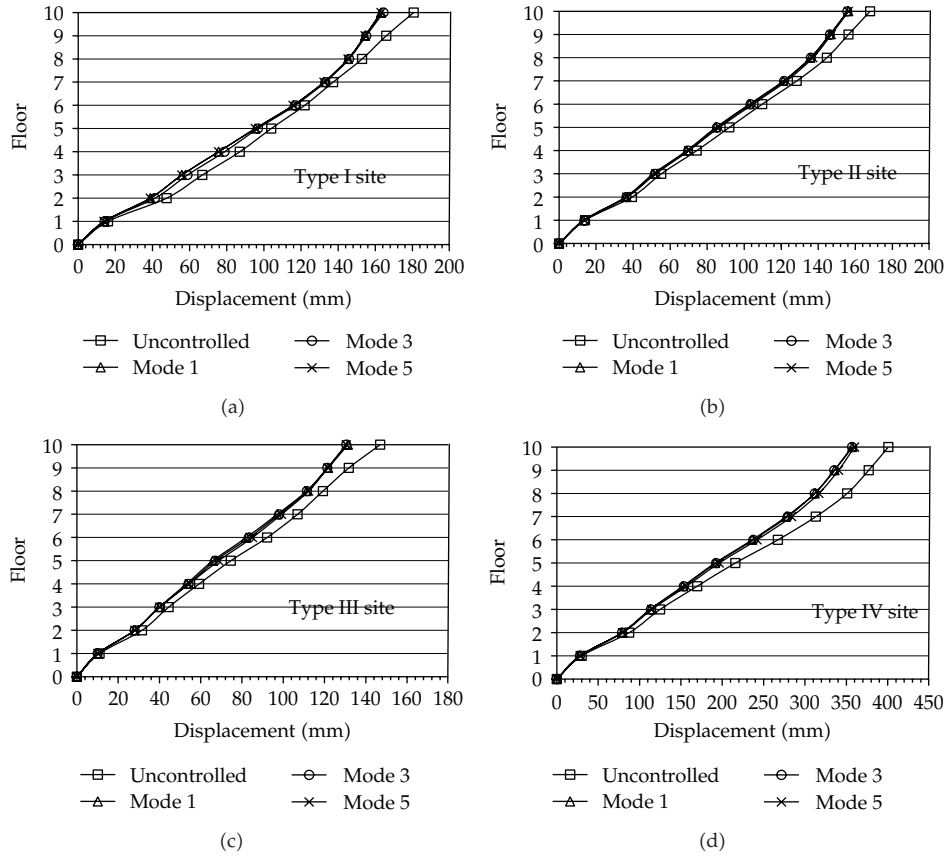 10
9
8
7
6
5
4
3
2
1
0
Floor
Type I site
0 20 40 60 80 100 120 140 160 180 200
Displacement (mm)
Uncontrolled Mode 3
Mode 1 Mode 5
(a)
10
9
8
7
6
5
4
3
2
1
0
Floor
Type II site
0 20 40 60 80 100 120 140 160 180 200
Displacement (mm)
Uncontrolled Mode 3
Mode 1 Mode 5
(b)
10
9
8
7
6
5
4
3
2
1
0
Floor
Type III site
0 20 40 60 80 100 120 140 160 180
Displacement (mm)
Uncontrolled Mode 3
Mode 1 Mode 5
(c)
10
9
8
7
6
5
4
3
2
1
0
Floor
Type IV site
0 50 100 150 200 250 300 350 400 450
Displacement (mm)
Uncontrolled Mode 3
Mode 1 Mode 5
(d)